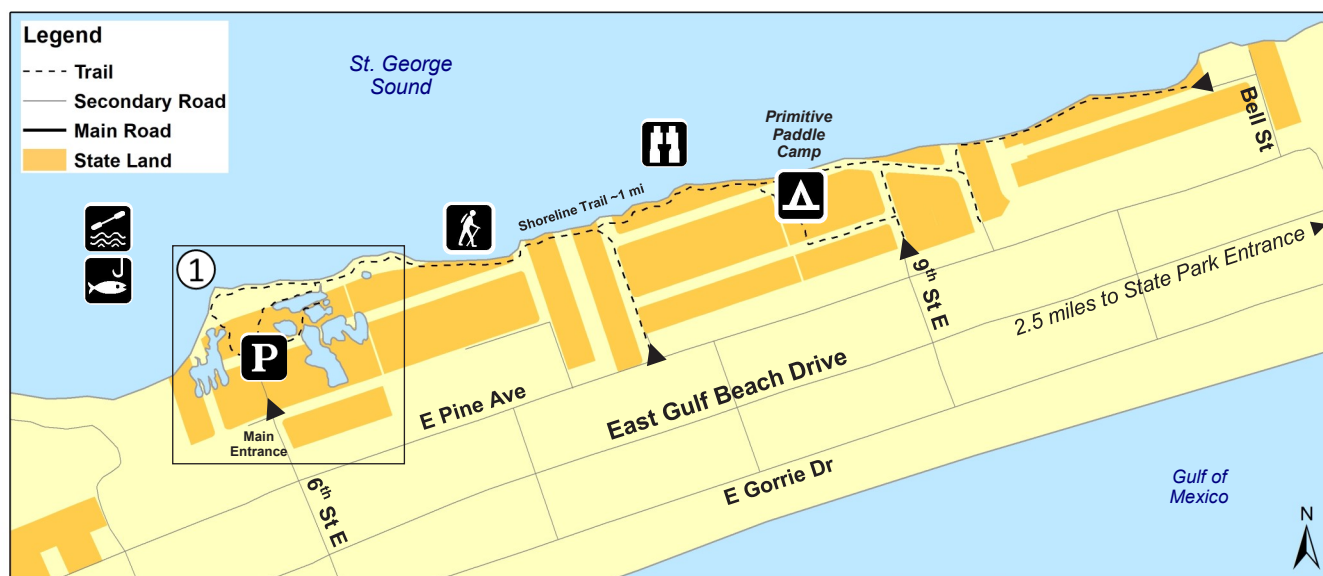 Legend
Trail
Secondary Road
Main Road
State Land
St. George
Sound
Primitive
Paddle
Camp
Bell St
Shoreline Trail ~1 mi
1
P
9th St E
2.5 miles to State Park Entrance
E Pine Ave
East Gulf Beach Drive
Main
Entrance
6th St E
E Gorrie Dr
Gulf of
Mexico
N